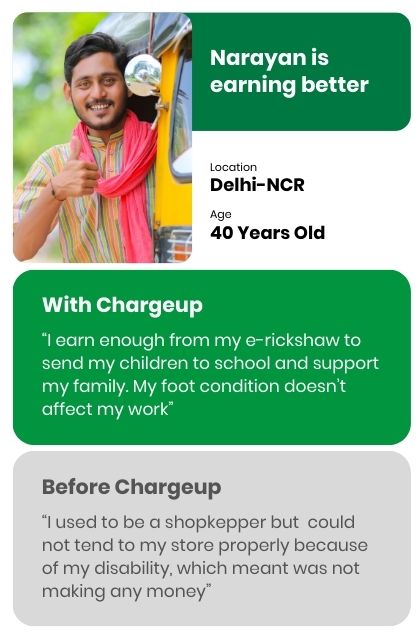 Narayan is
earning better
Location
Delhi-NCR
Age
40 Years Old
With Chargeup
“I earn enough from my e-rickshaw to
send my children to school and support
my family. My foot condition doesn’t
affect my work”
Before Chargeup
“I used to be a shopkepper but  could
not tend to my store properly because
of my disability, which meant was not
making any money”